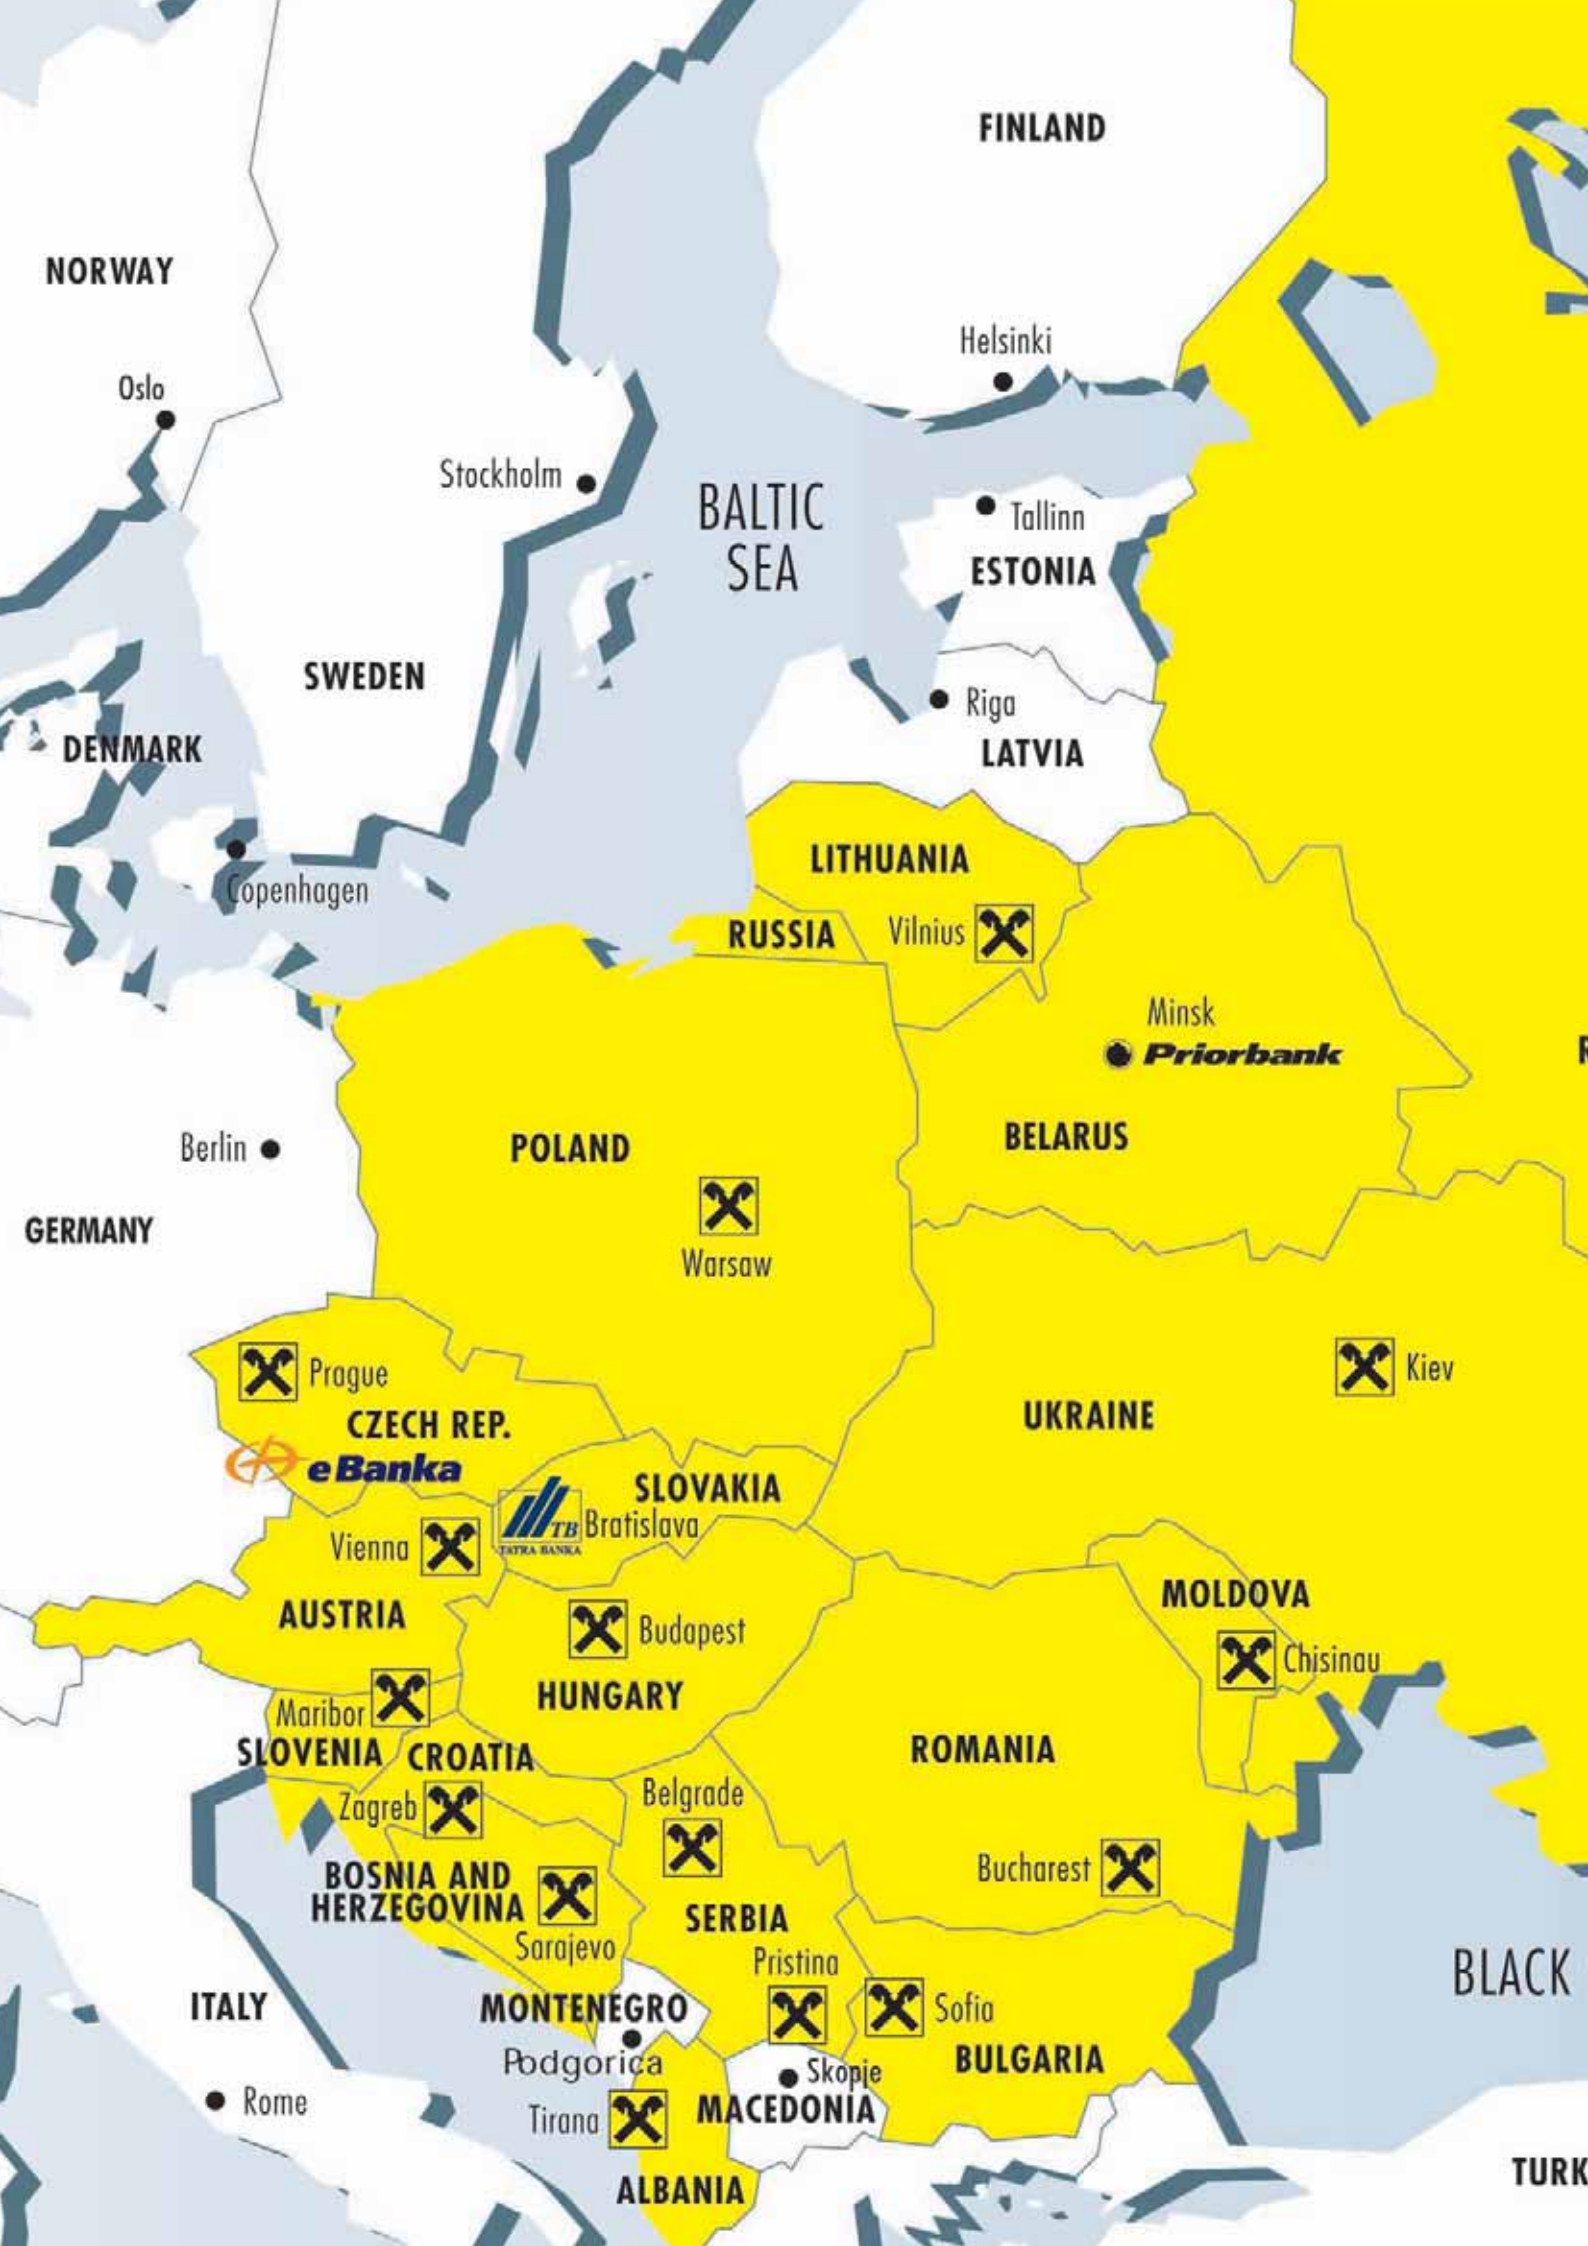 FINLAND
NORWAY
Helsinki
Oslo
Stockholm
BALTIC
SEA
Tallinn
ESTONIA
SWEDEN
Riga
LATVIA
DENMARK
LITHUANIA
Copenhagen
RUSSIA
Vilnius
Minsk
Priorbank
R
BELARUS
Berlin
POLAND
GERMANY
Warsaw
Prague
Kiev
CZECH REP.
UKRAINE
eBanka
SLOVAKIA
TB
Bratislava
TATRA BANKA
Vienna
MOLDOVA
AUSTRIA
Budapest
Chisinau
HUNGARY
Maribor
SLOVENIA
CROATIA
ROMANIA
Belgrade
Zagreb
Bucharest
BOSNIA AND
HERZEGOVINA
SERBIA
Sarajevo
Pristina
BLACK
ITALY
MONTENEGRO
Sofia
Podgorica
BULGARIA
Skopje
Rome
MACEDONIA
Tirana
TURK
ALBANIA